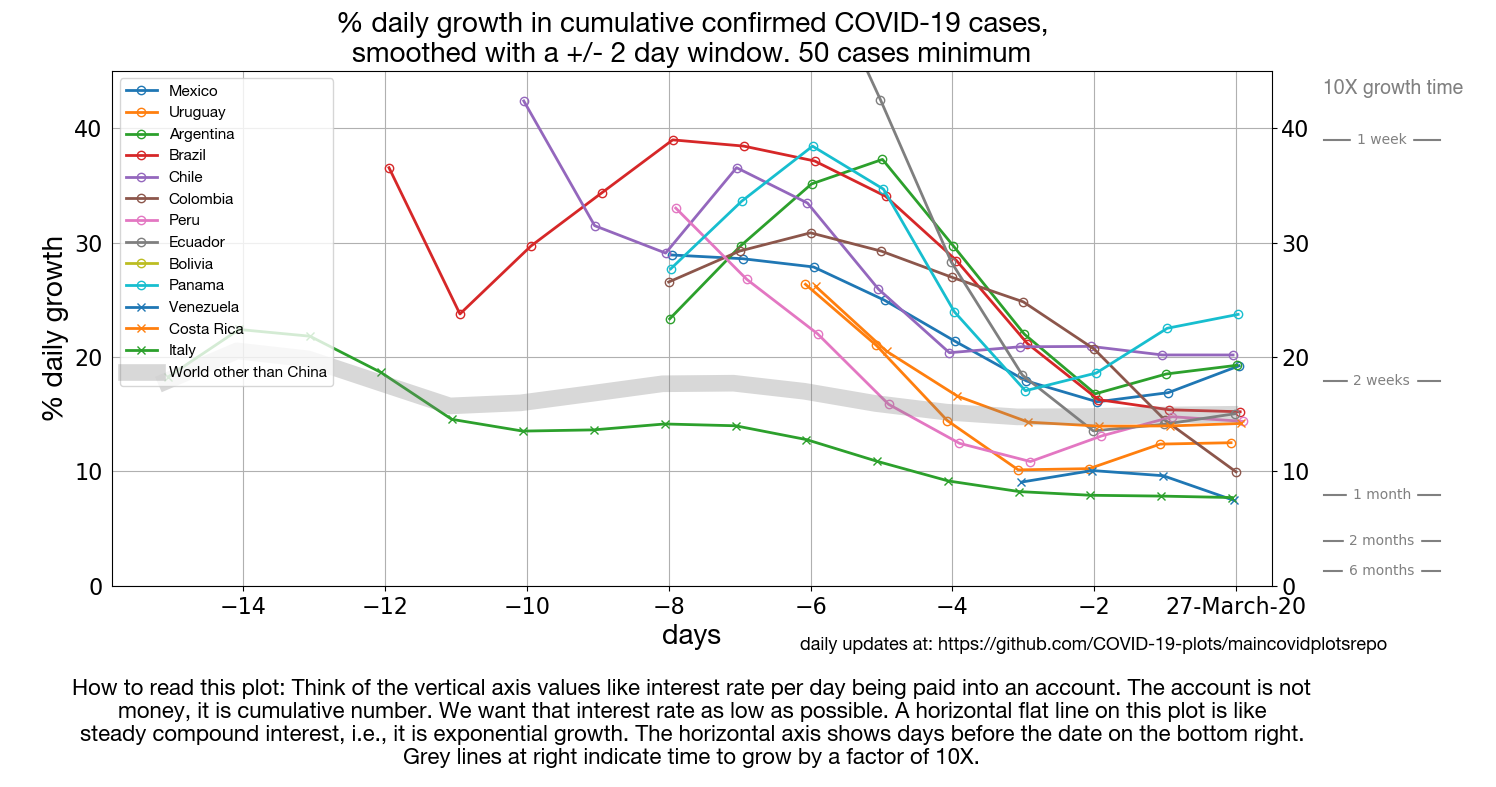 % daily growth in cumulative confirmed COVID-19 cases,
smoothed with a +/- 2 day window. 50 cases minimum
10X growth time
1 week
2 weeks
1 month
2 months
6 months
% daily growth
40
30
20
10
0
Mexico
Uruguay
Argentina
Brazil
Chile
Colombia
Peru
Ecuador
Bolivia
Panama
Venezuela
Costa Rica
Italy
World other than China
40
30
20
10
0
−14 −12 −10 −8 −6 −4 −2 27-March-20
days
daily updates at: https://github.com/COVID-19-plots/maincovidplotsrepo
How to read this plot: Think of the vertical axis values like interest rate per day being paid into an account. The account is not
money, it is cumulative number. We want that interest rate as low as possible. A horizontal flat line on this plot is like
steady compound interest, i.e., it is exponential growth. The horizontal axis shows days before the date on the bottom right.
Grey lines at right indicate time to grow by a factor of 10X.